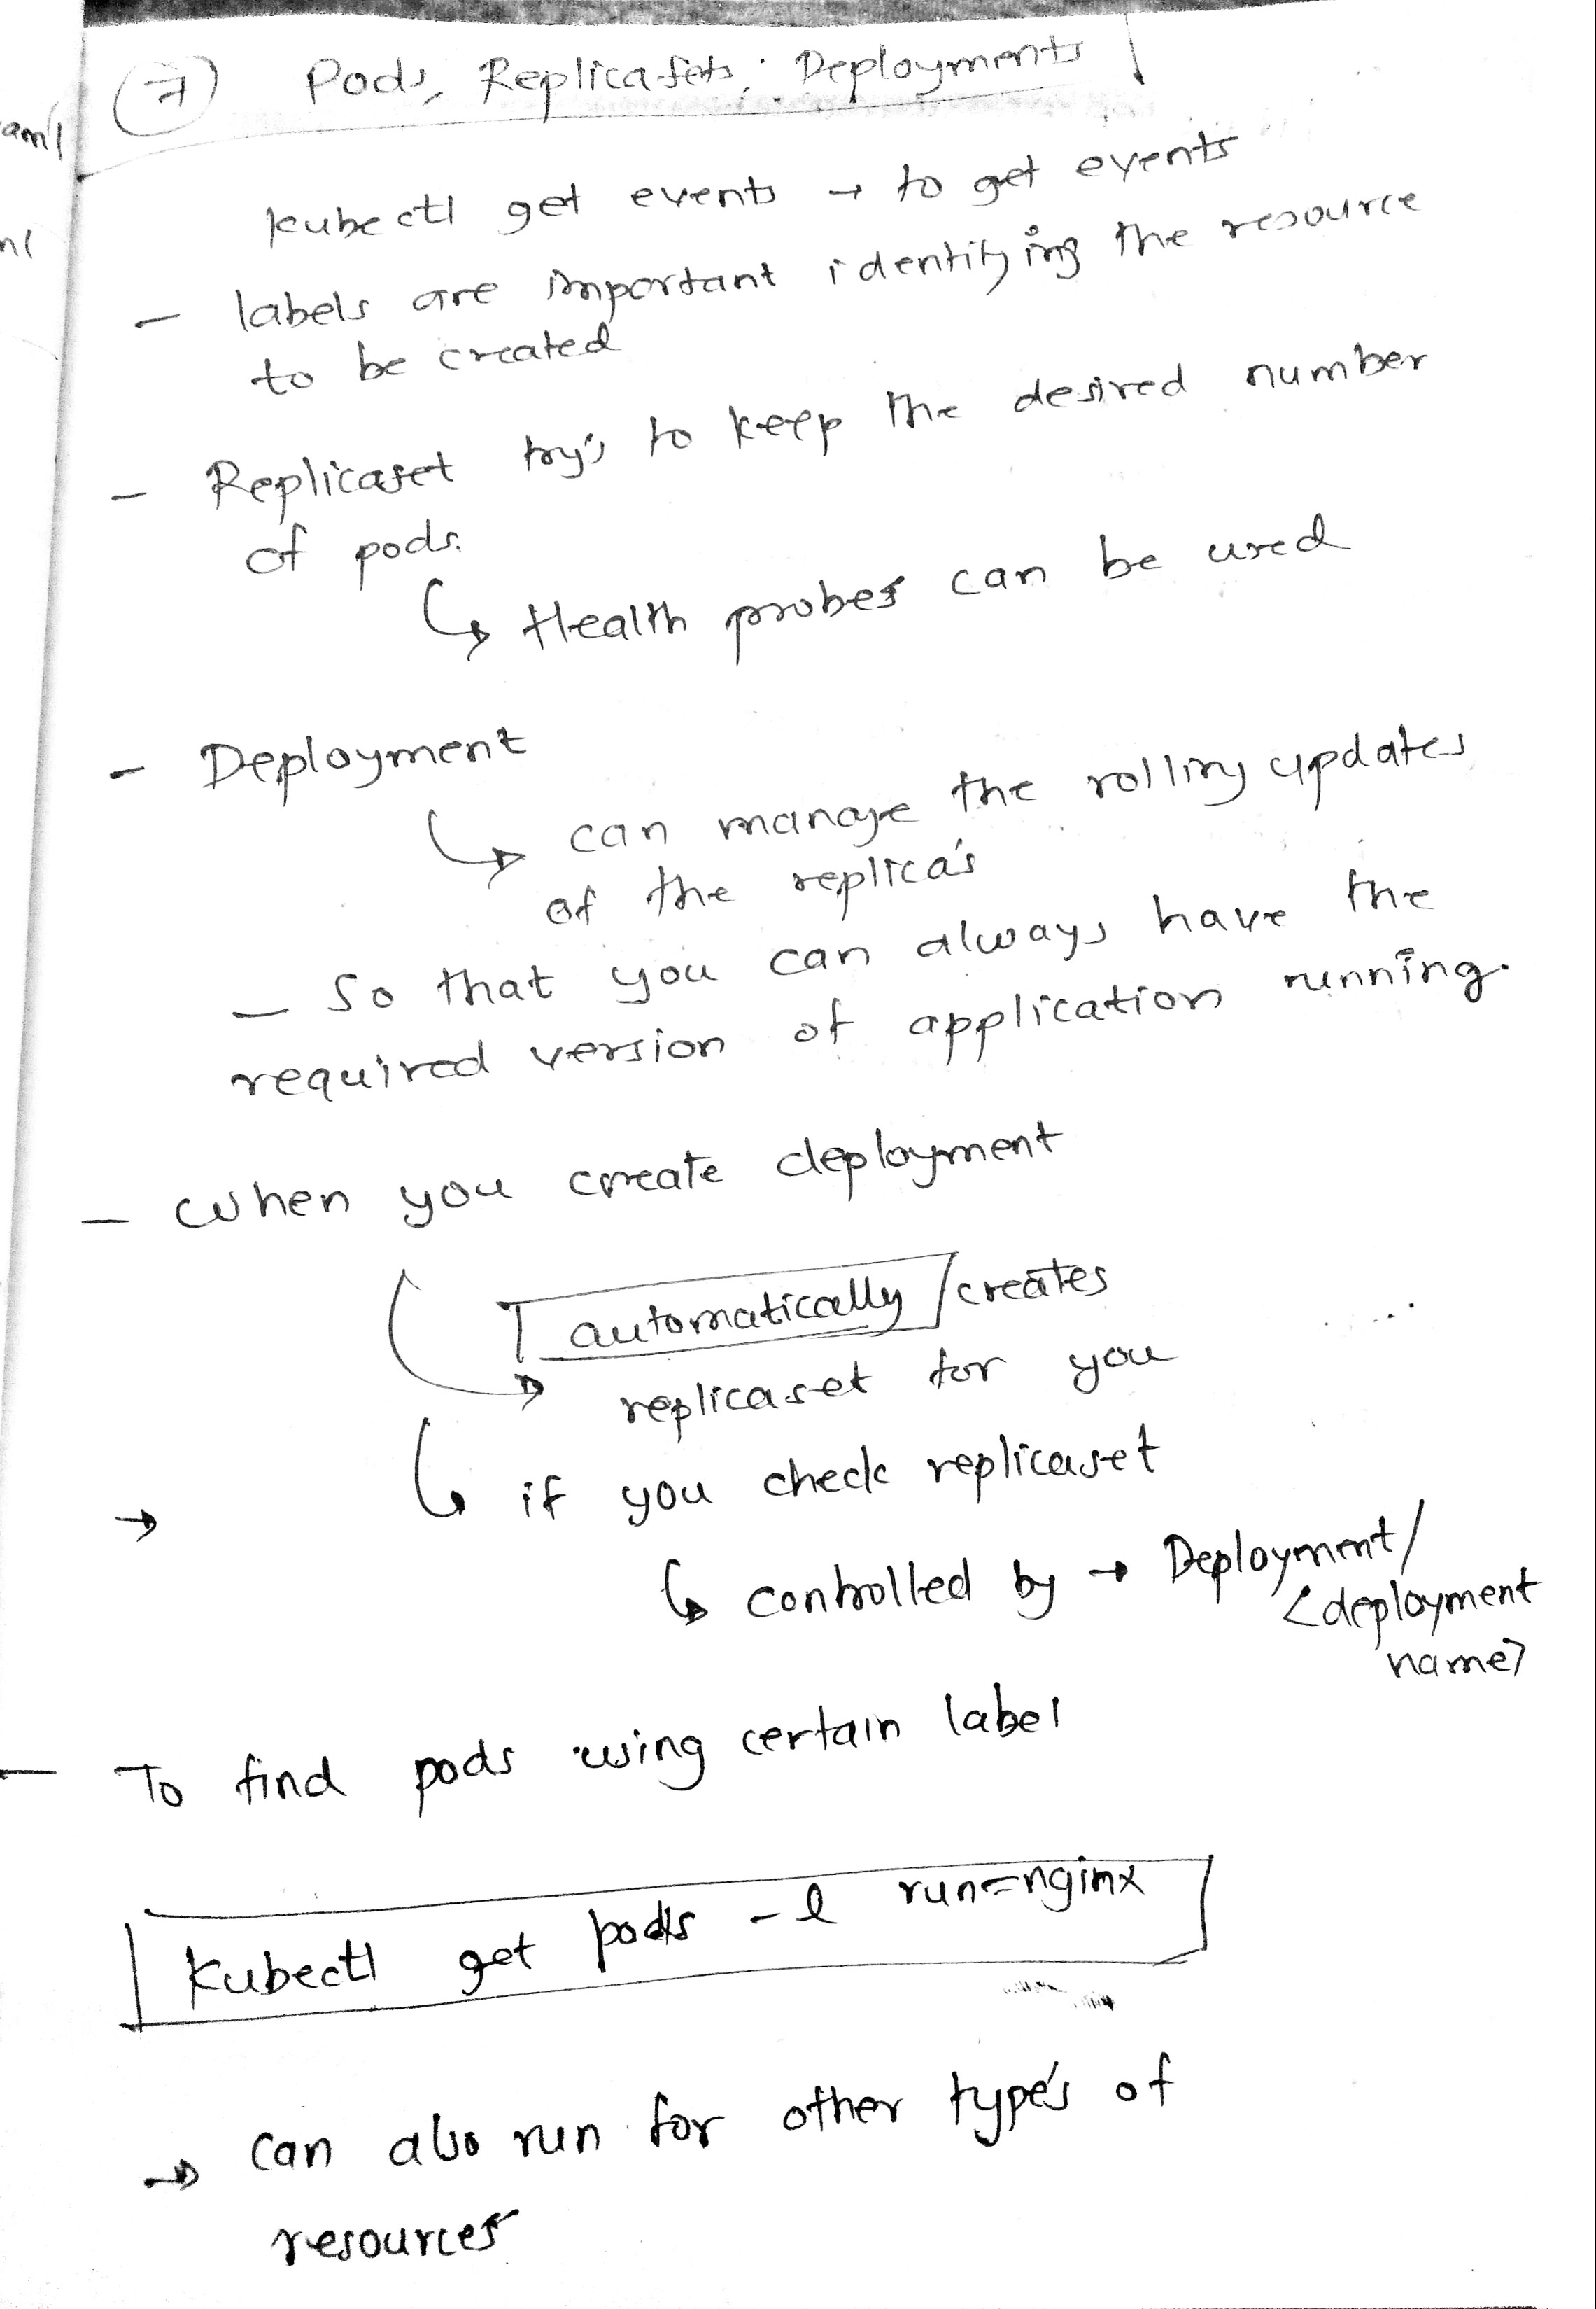 7 Pods, Replicasets, Deployments
kubectl get events → to get events
- labels are important identifying the resource
to be created
- Replicaset try's to keep the desired number
of pods.
↳ Health probes can be used
- Deployment
↳ can manage the rolling updates
of the replica's
- So that you can always have the
required version of application running.
- when you create deployment
automatically creates
→ replicaset for you
↳ if you check replicaset
→
↳ controlled by → Deployment/
<deployment
name>
- To find pods using certain label
kubectl get pods -l run=nginx
→ can also run for other type's of
resources